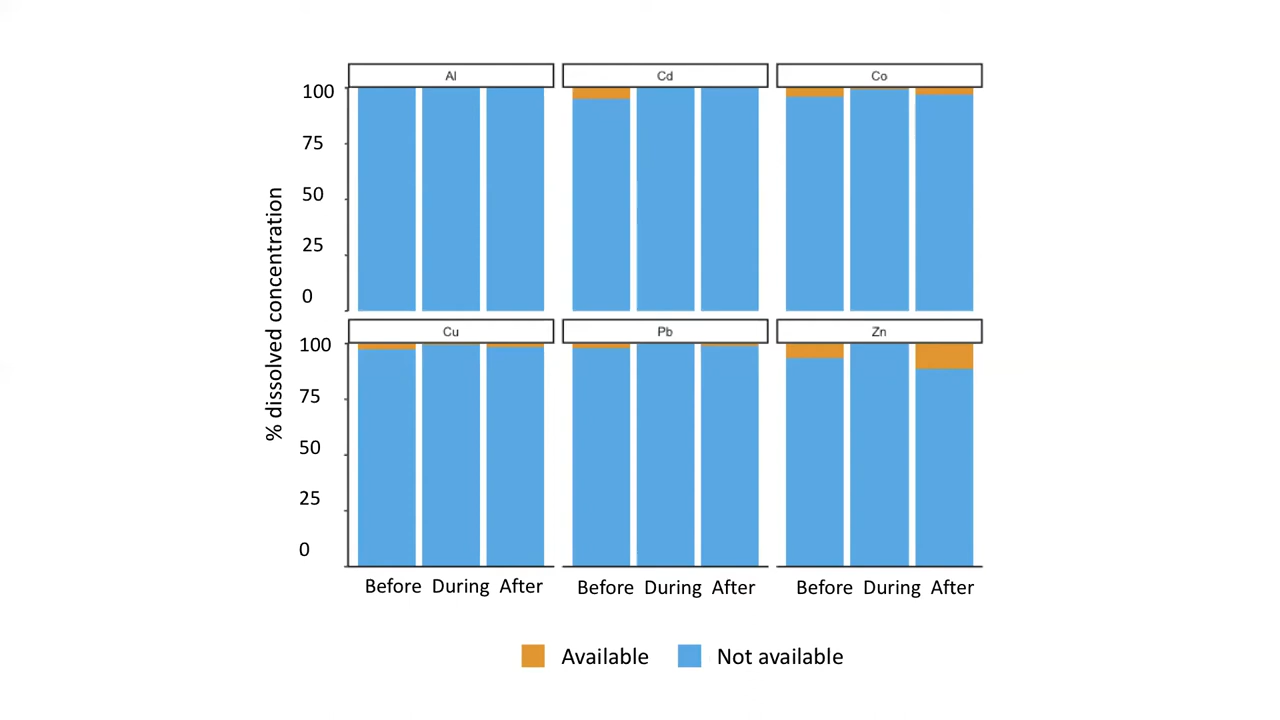 Al Cd Co
100
75
50
25
0
% dissolved concentration
Cu Pb Zn
100
75
50
25
0
Before During After Before During After Before During After
Available Not available